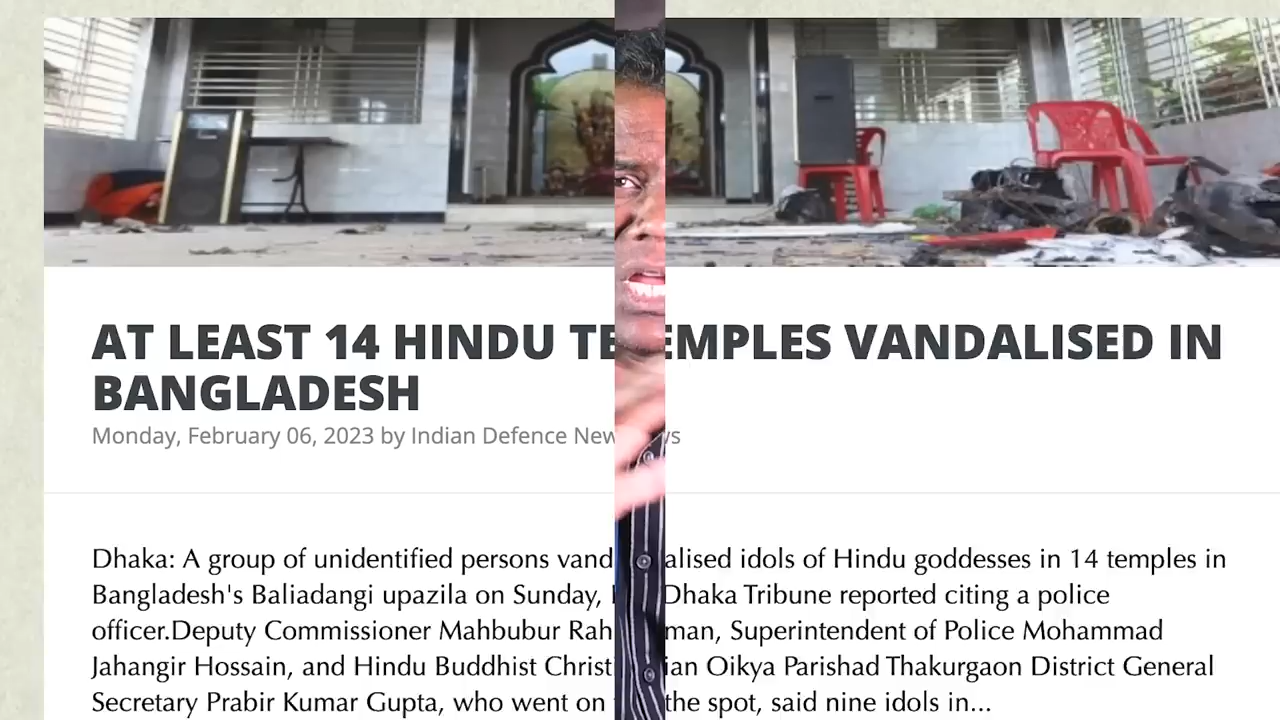 AT LEAST 14 HINDU TEMPLES VANDALISED IN
BANGLADESH
Monday, February 06, 2023 by Indian Defence News
Dhaka: A group of unidentified persons vandalised idols of Hindu goddesses in 14 temples in
Bangladesh's Baliadangi upazila on Sunday, Dhaka Tribune reported citing a police
officer.Deputy Commissioner Mahbubur Rahman, Superintendent of Police Mohammad
Jahangir Hossain, and Hindu Buddhist Christian Oikya Parishad Thakurgaon District General
Secretary Prabir Kumar Gupta, who went on the spot, said nine idols in...